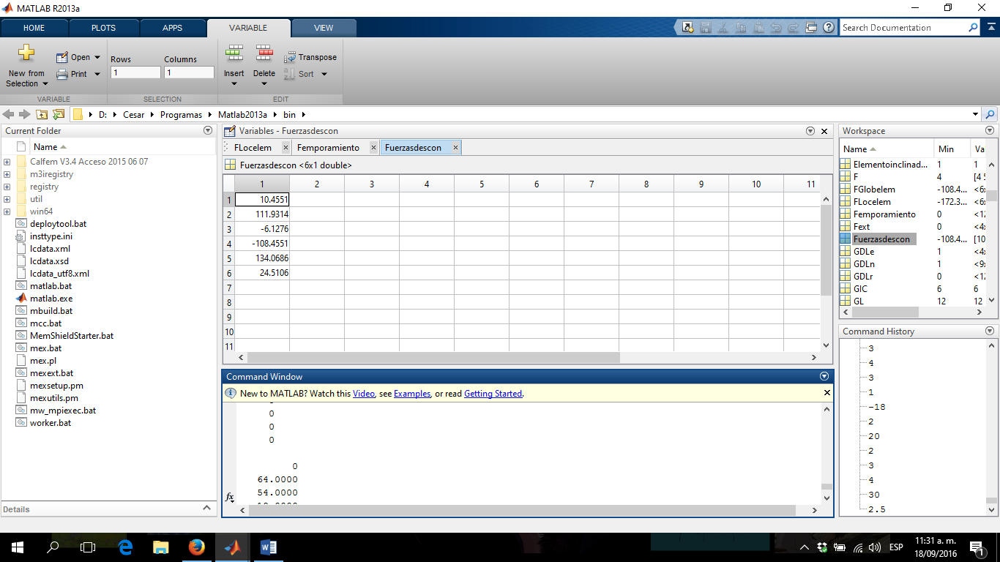 MATLAB R2013a
HOME PLOTS APPS VARIABLE VIEW
Search Documentation
New from Selection
Open
Print
Rows Columns
1 1
Insert Delete
Transpose
Sort
VARIABLE SELECTION EDIT
D: Cesar Programas Matlab2013a bin
Current Folder
Name
Calfem V3.4 Acceso 2015 06 07
m3iregistry
registry
util
win64
deploytool.bat
insttype.ini
lcdata.xml
lcdata.xsd
lcdata_utf8.xml
matlab.bat
matlab.exe
mbuild.bat
mcc.bat
MemShieldStarter.bat
mex.bat
mex.pl
mexext.bat
mexsetup.pm
mexutils.pm
mw_mpiexec.bat
worker.bat
Details
Variables - Fuerzasdescon
FLocelem Femporamiento Fuerzasdescon
Fuerzasdescon <6x1 double>
1 2 3 4 5 6 7 8 9 10 11
1 10.4551
2 111.9314
3 -6.1276
4 -108.4551
5 134.0686
6 24.5106
7
8
9
10
11
Command Window
New to MATLAB? Watch this Video, see Examples, or read Getting Started.
0
0
0
0
64.0000
54.0000
fx
Workspace
Name Min Va
Elementoinclinad... 1 1
F 4 [4 5
FGlobelem -108.4... <6x
FLocelem -172.3... <6x
Femporamiento 0 <12
Fext 0 <4x
Fuerzasdescon -108.4... [10
GDLe 1 <4x
GDLn 1 <9x
GDLr 0 <12
GIC 6 6
GL 12 12
Command History
3
4
3
1
-18
2
20
2
3
4
30
2.5
ESP
11:31 a. m.
18/09/2016
1